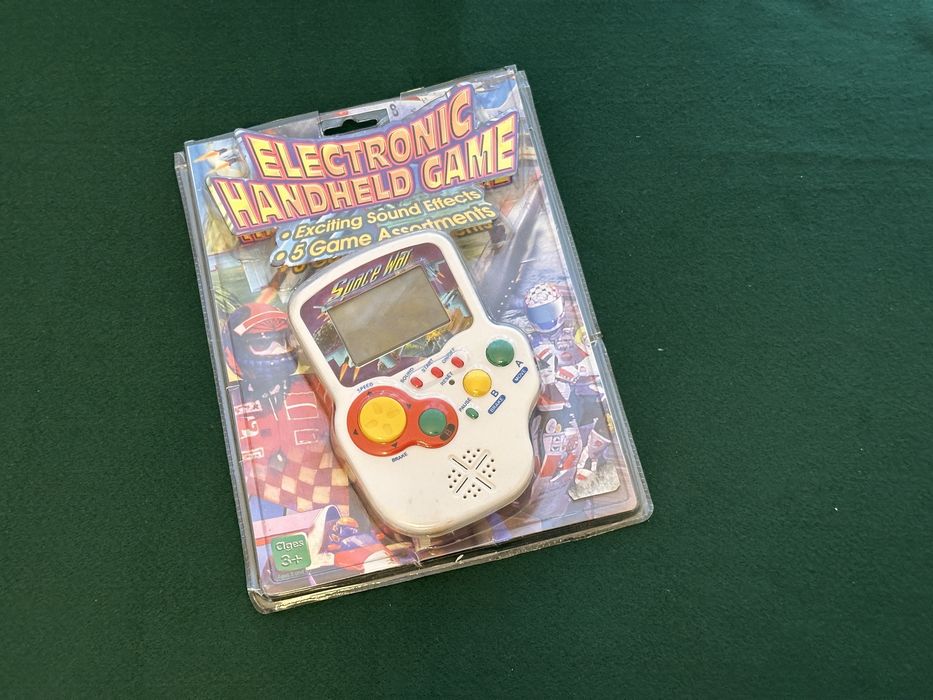 ELECTRONIC
HANDHELD GAME
• Exciting Sound Effects
• 5 Game Assortments
Space War
SPEED
SOUND
START
ON/OFF
RESET
A
MOVE
B
PAUSE
BRAKE
Ages
3+